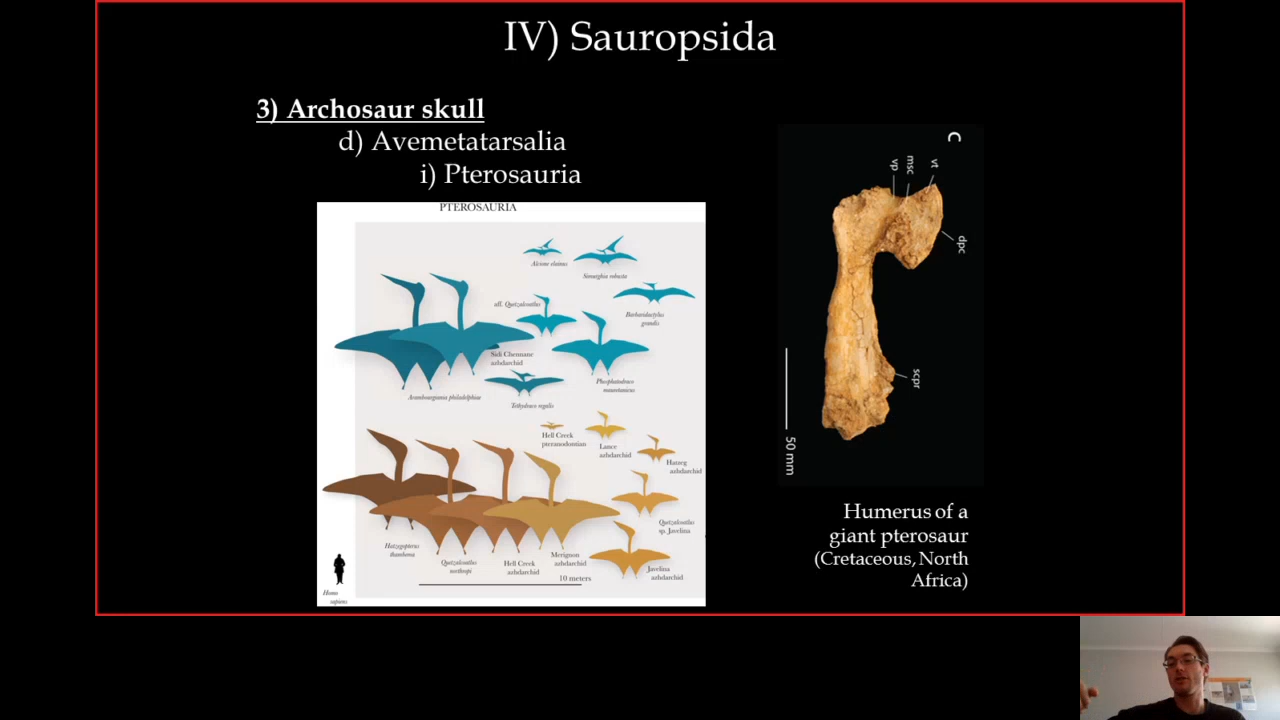 IV) Sauropsida
3) Archosaur skull
d) Avemetatarsalia
i) Pterosauria
PTEROSAURIA
Alcione elainus
Simurghia robusta
aff. Quetzalcoatlus
Barbaridactylus
grandis
Sidi Chennane
azhdarchid
Phosphatodraco
mauritanicus
Arambourgiania philadelphiae
Tethydraco regalis
Hell Creek
pteranodontian
Lance
azhdarchid
Hatzeg
azhdarchid
Quetzalcoatlus
sp. Javelina
Hatzegopteryx
thambema
Quetzalcoatlus
northropi
Hell Creek
azhdarchid
Merignon
azhdarchid
Javelina
azhdarchid
10 meters
Homo
sapiens
C
vp
msc
vt
dpc
scpr
50 mm
Humerus of a
giant pterosaur
(Cretaceous, North
Africa)